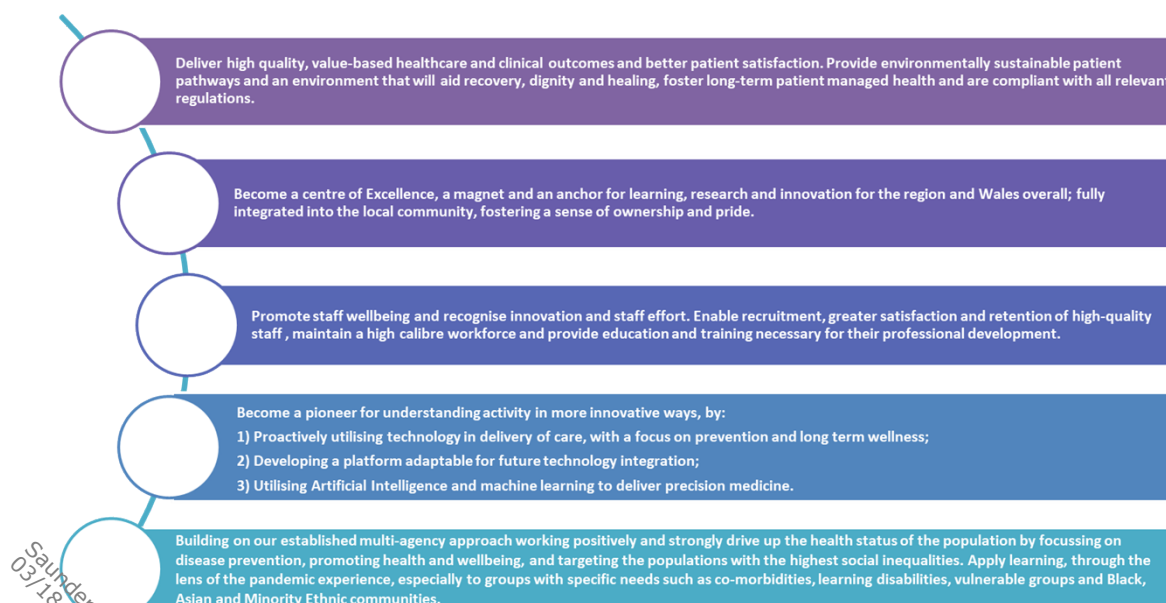 Deliver high quality, value-based healthcare and clinical outcomes and better patient satisfaction. Provide environmentally sustainable patient
pathways and an environment that will aid recovery, dignity and healing, foster long-term patient managed health and are compliant with all relevant
regulations.
Become a centre of Excellence, a magnet and an anchor for learning, research and innovation for the region and Wales overall; fully
integrated into the local community, fostering a sense of ownership and pride.
Promote staff wellbeing and recognise innovation and staff effort. Enable recruitment, greater satisfaction and retention of high-quality
staff , maintain a high calibre workforce and provide education and training necessary for their professional development.
Become a pioneer for understanding activity in more innovative ways, by:
1) Proactively utilising technology in delivery of care, with a focus on prevention and long term wellness;
2) Developing a platform adaptable for future technology integration;
3) Utilising Artificial Intelligence and machine learning to deliver precision medicine.
Building on our established multi-agency approach working positively and strongly drive up the health status of the population by focussing on
disease prevention, promoting health and wellbeing, and targeting the populations with the highest social inequalities. Apply learning, through the
lens of the pandemic experience, especially to groups with specific needs such as co-morbidities, learning disabilities, vulnerable groups and Black,
Asian and Minority Ethnic communities.
Saunder
03/18